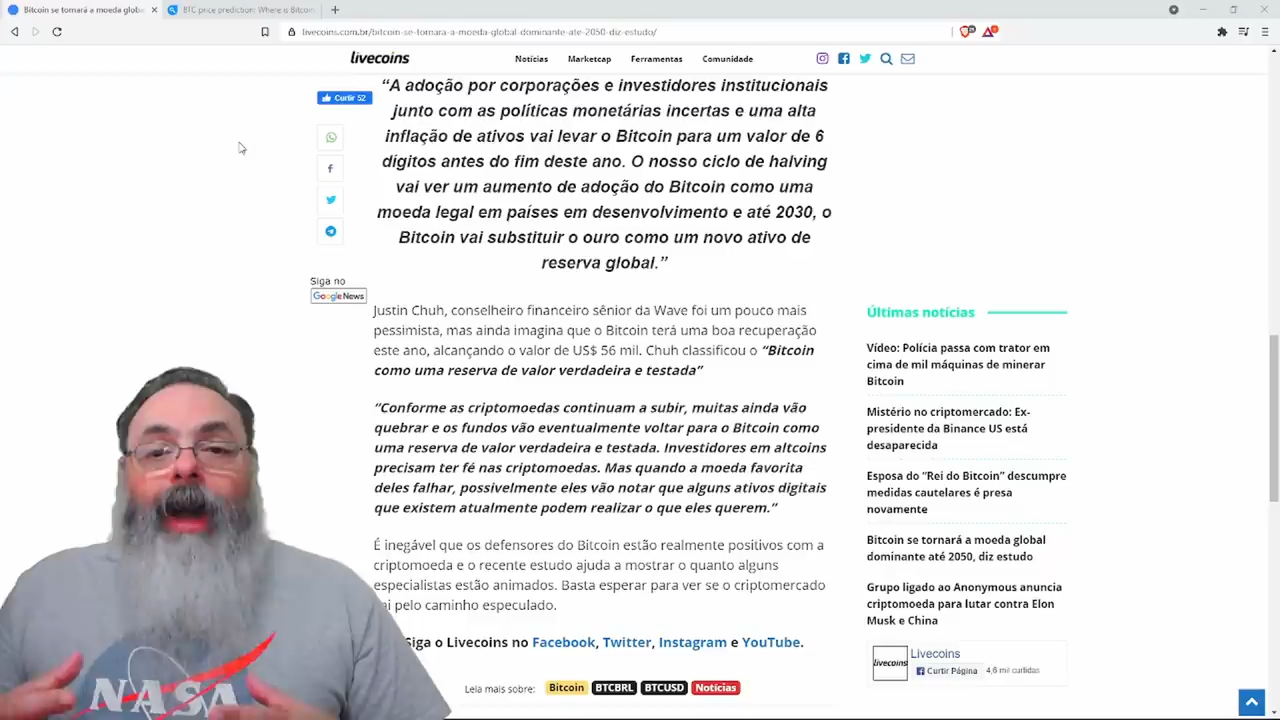 Bitcoin se tornará a moeda global
BTC price prediction: Where is Bitcoin
livecoins.com.br/bitcoin-se-tornara-a-moeda-global-dominante-ate-2050-diz-estudo/
livecoins
Notícias
Marketcap
Ferramentas
Comunidade
Curtir 52
“A adoção por corporações e investidores institucionais
junto com as políticas monetárias incertas e uma alta
inflação de ativos vai levar o Bitcoin para um valor de 6
dígitos antes do fim deste ano. O nosso ciclo de halving
vai ver um aumento de adoção do Bitcoin como uma
moeda legal em países em desenvolvimento e até 2030, o
Bitcoin vai substituir o ouro como um novo ativo de
reserva global.”
Siga no
Google News
Justin Chuh, conselheiro financeiro sênior da Wave foi um pouco mais
pessimista, mas ainda imagina que o Bitcoin terá uma boa recuperação
este ano, alcançando o valor de US$ 56 mil. Chuh classificou o “Bitcoin
como uma reserva de valor verdadeira e testada”
“Conforme as criptomoedas continuam a subir, muitas ainda vão
quebrar e os fundos vão eventualmente voltar para o Bitcoin como
uma reserva de valor verdadeira e testada. Investidores em altcoins
precisam ter fé nas criptomoedas. Mas quando a moeda favorita
deles falhar, possivelmente eles vão notar que alguns ativos digitais
que existem atualmente podem realizar o que eles querem.”
É inegável que os defensores do Bitcoin estão realmente positivos com a
criptomoeda e o recente estudo ajuda a mostrar o quanto alguns
especialistas estão animados. Basta esperar para ver se o criptomercado
pelo caminho especulado.
Siga o Livecoins no Facebook, Twitter, Instagram e YouTube.
Leia mais sobre: Bitcoin BTCBRL BTCUSD Notícias
Últimas notícias
Vídeo: Polícia passa com trator em
cima de mil máquinas de minerar
Bitcoin
Mistério no criptomercado: Ex-
presidente da Binance US está
desaparecida
Esposa do “Rei do Bitcoin” descumpre
medidas cautelares é presa
novamente
Bitcoin se tornará a moeda global
dominante até 2050, diz estudo
Grupo ligado ao Anonymous anuncia
criptomoeda para lutar contra Elon
Musk e China
livecoins
Livecoins
Curtir Página
4,6 mil curtidas